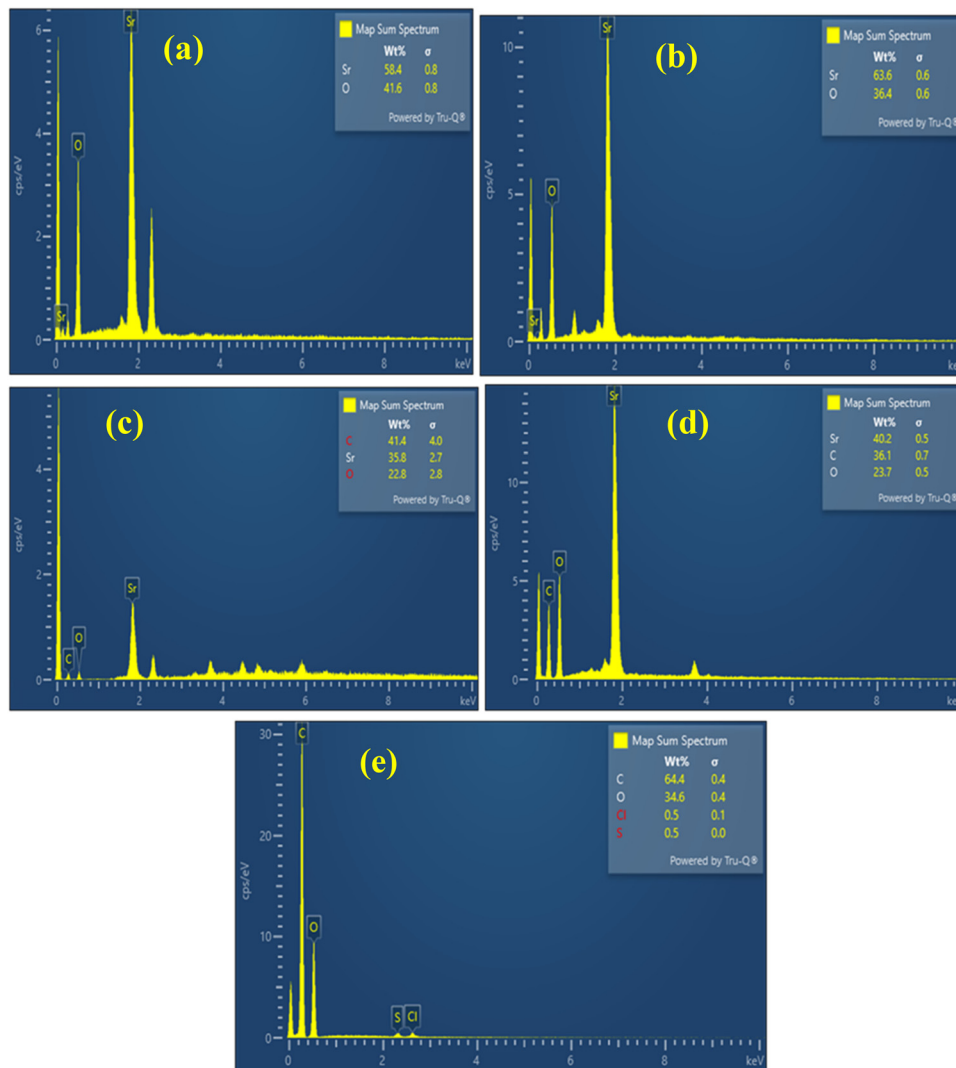 (a)
Map Sum Spectrum
Wt% σ
Sr 58.4 0.8
O 41.6 0.8
Powered by Tru-Q®
Sr
O
Sr
6
4
2
0
cps/eV
0 2 4 6 8 keV
(b)
Map Sum Spectrum
Wt% σ
Sr 63.6 0.6
O 36.4 0.6
Powered by Tru-Q®
Sr
O
Sr
10
5
0
cps/eV
0 2 4 6 8 keV
(c)
Map Sum Spectrum
Wt% σ
C 41.4 4.0
Sr 35.8 2.7
O 22.8 2.8
Powered by Tru-Q®
Sr
O
C
4
2
0
cps/eV
0 2 4 6 8 keV
(d)
Map Sum Spectrum
Wt% σ
Sr 40.2 0.5
C 36.1 0.7
O 23.7 0.5
Powered by Tru-Q®
Sr
O
C
10
5
0
cps/eV
0 2 4 6 8 keV
(e)
Map Sum Spectrum
Wt% σ
C 64.4 0.4
O 34.6 0.4
Cl 0.5 0.1
S 0.5 0.0
Powered by Tru-Q®
C
O
S Cl
30
20
10
0
cps/eV
0 2 4 6 8 keV